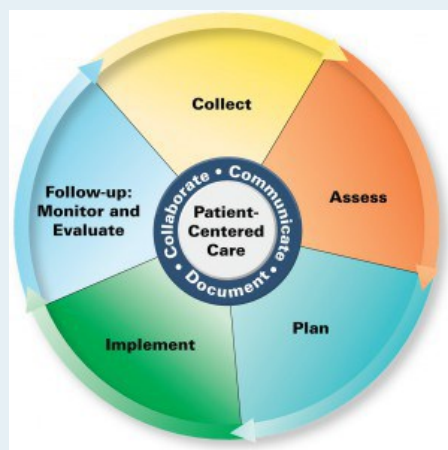 Collect
Assess
Plan
Implement
Follow-up:
Monitor and
Evaluate
Collaborate • Communicate • Document •
Patient-
Centered
Care